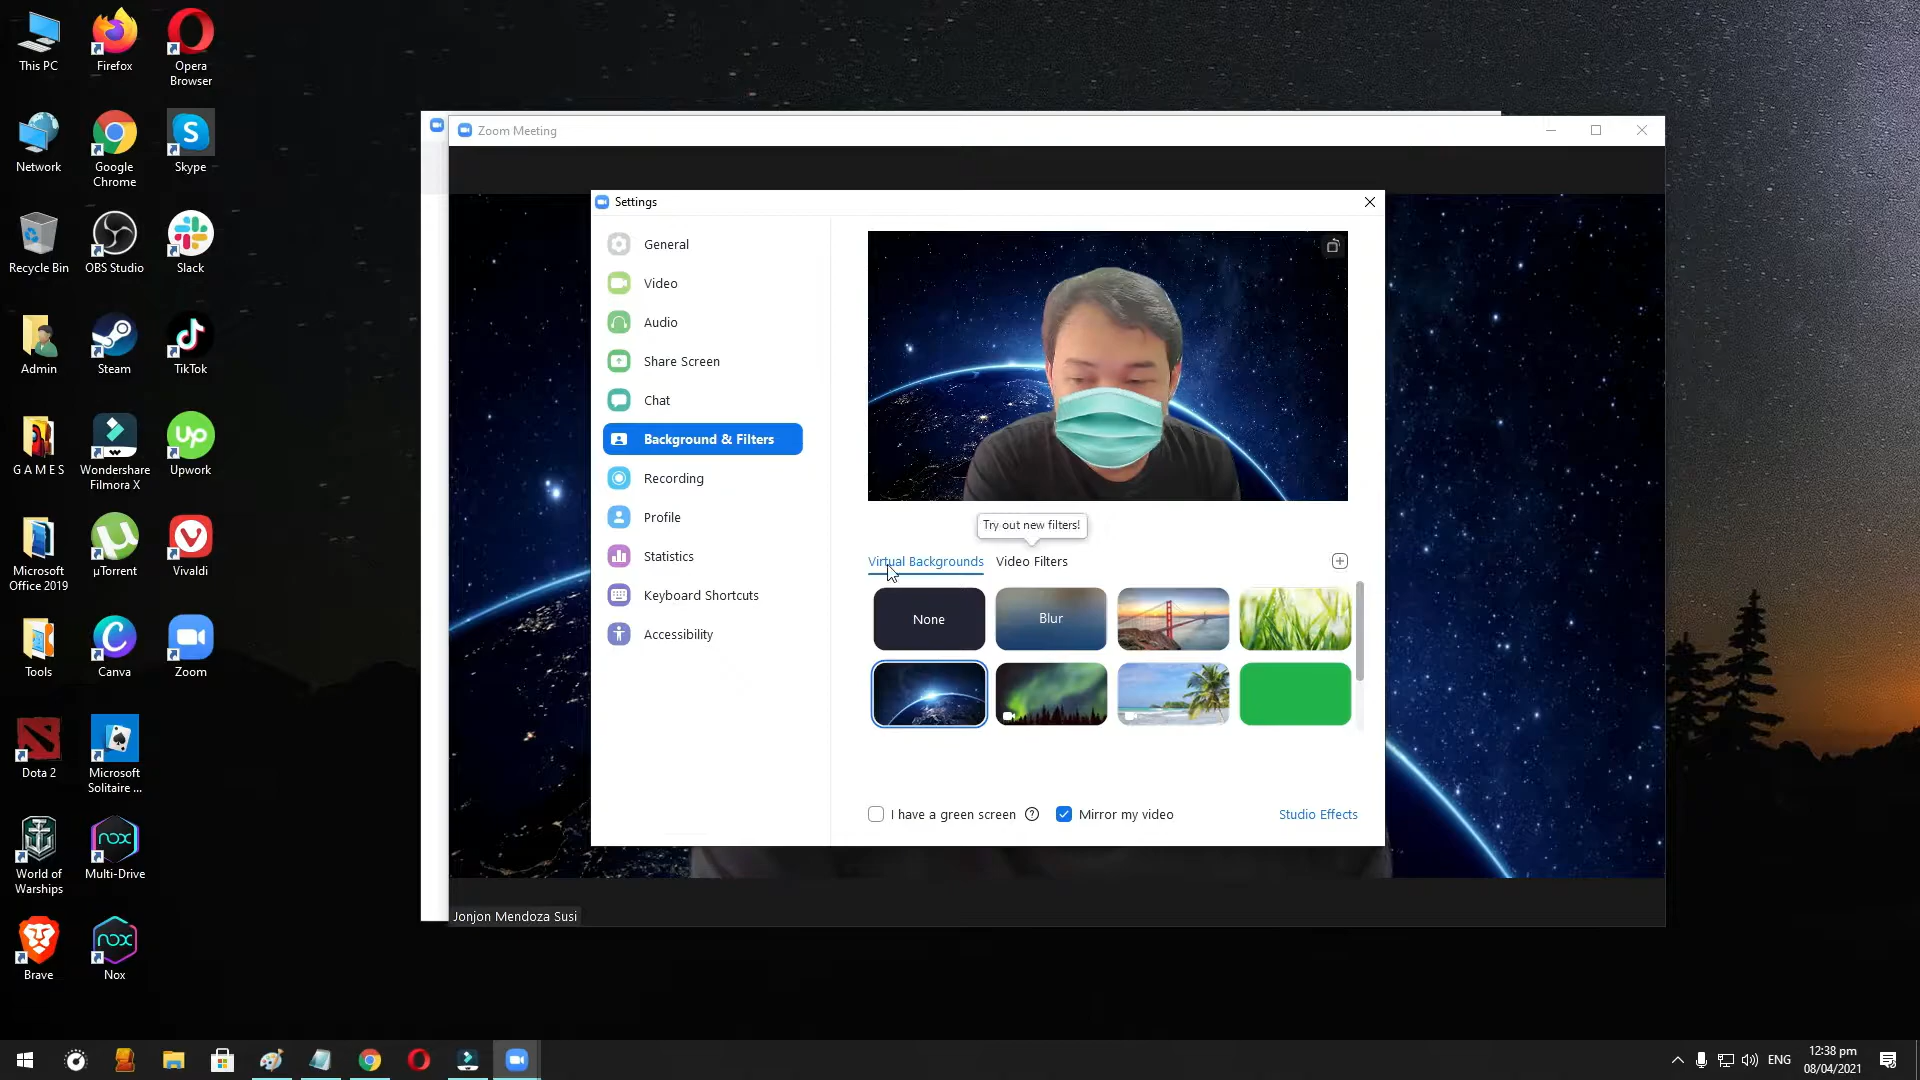 This PC
Firefox
Opera
Browser
Network
Google
Chrome
Skype
Recycle Bin
OBS Studio
Slack
Admin
Steam
TikTok
G A M E S
Wondershare
Filmora X
Upwork
Microsoft
Office 2019
µTorrent
Vivaldi
Tools
Canva
Zoom
Dota 2
Microsoft
Solitaire ...
World of
Warships
Multi-Drive
Brave
Nox
Zoom Meeting
Settings
General
Video
Audio
Share Screen
Chat
Background & Filters
Recording
Profile
Statistics
Keyboard Shortcuts
Accessibility
Try out new filters!
Virtual Backgrounds
Video Filters
None
Blur
I have a green screen
Mirror my video
Studio Effects
Jonjon Mendoza Susi
ENG
12:38 pm
08/04/2021